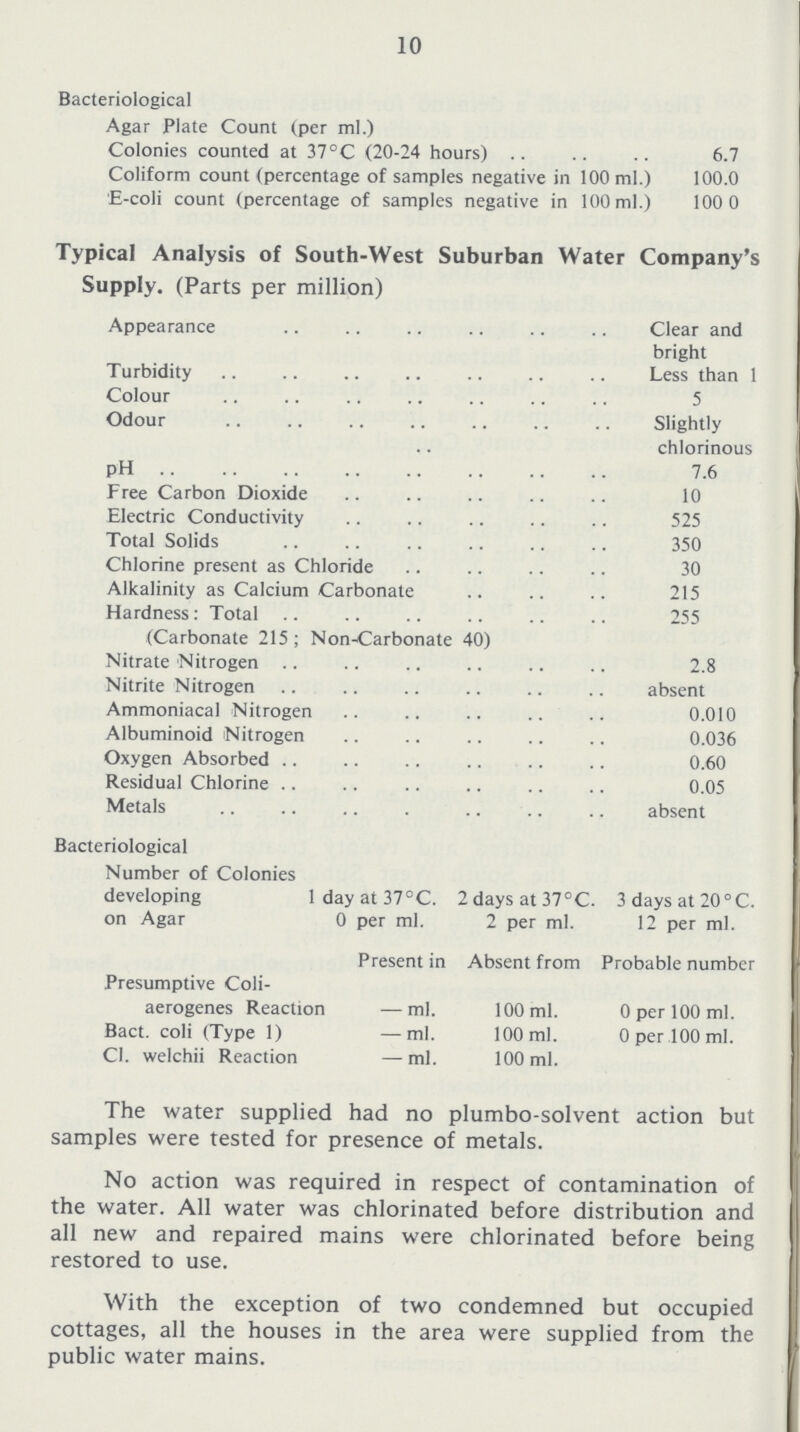 10
Bacteriological
Agar Plate Count (per ml.)
Colonies counted at 37°C (20-24 hours) .. .. .. 6.7
Coliform count (percentage of samples negative in 100 ml.) 100.0
E-coli count (percentage of samples negative in 100 ml.) 100 0
Typical Analysis of South-West Suburban Water Company's
Supply. (Parts per million)
Appearance .. .. .. .. .. .. Clear and
bright
Turbidity .. .. .. .. .. .. .. Less than 1
Colour .. .. .. .. .. .. .. 5
Odour .. .. .. .. .. .. .. Slightly
.. chlorinous
pH .. .. .. .. .. .. .. .. 7.6
Free Carbon Dioxide .. .. .. .. .. 10
Electric Conductivity .. .. .. .. .. 525
Total Solids .. .. .. .. .. .. 350
Chlorine present as Chloride .. .. .. .. 30
Alkalinity as Calcium Carbonate .. .. .. 215
Hardness: Total .. .. .. .. .. .. 255
(Carbonate 215; Non-Carbonate 40)
Nitrate Nitrogen .. .. .. .. .. .. 2.8
Nitrite Nitrogen .. .. .. .. .. .. absent
Ammoniacal Nitrogen .. .. .. .. .. 0.010
Albuminoid Nitrogen .. .. .. .. .. 0.036
Oxygen Absorbed .. .. .. .. .. .. 0.60
Residual Chlorine .. .. .. .. .. .. 0.05
Metals .. .. .. . .. .. .. absent
Bacteriological
Number of Colonies
developing 1 day at 37°C. 2 days at 37°C. 3 days at 20°C.
on Agar 0 per ml. 2 per ml. 12 per ml.
Present in Absent from Probable number
Presumptive Coli-
aerogenes Reaction — ml. 100 ml. 0 per 100 ml.
Bact. coli (Type 1) — ml. 100 ml. 0 per 100 ml.
Cl. welchii Reaction — ml. 100 ml.
The water supplied had no plumbo-solvent action but
samples were tested for presence of metals.
No action was required in respect of contamination of
the water. All water was chlorinated before distribution and
all new and repaired mains were chlorinated before being
restored to use.
With the exception of two condemned but occupied
cottages, all the houses in the area were supplied from the
public water mains.